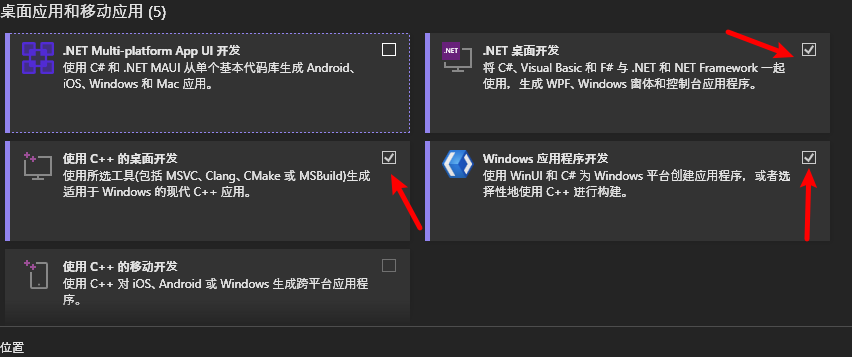 桌面应用和移动应用 (5)
.NET Multi-platform App UI 开发
使用 C# 和 .NET MAUI 从单个基本代码库生成 Android、
iOS、Windows 和 Mac 应用。
.NET
.NET 桌面开发
将 C#、Visual Basic 和 F# 与 .NET 和 NET Framework 一起
使用，生成 WPF、Windows 窗体和控制台应用程序。
使用 C++ 的桌面开发
使用所选工具(包括 MSVC、Clang、CMake 或 MSBuild)生成
适用于 Windows 的现代 C++ 应用。
Windows 应用程序开发
使用 WinUI 和 C# 为 Windows 平台创建应用程序，或者选
择性地使用 C++ 进行构建。
使用 C++ 的移动开发
使用 C++ 对 iOS、Android 或 Windows 生成跨平台应用程
序。
位置